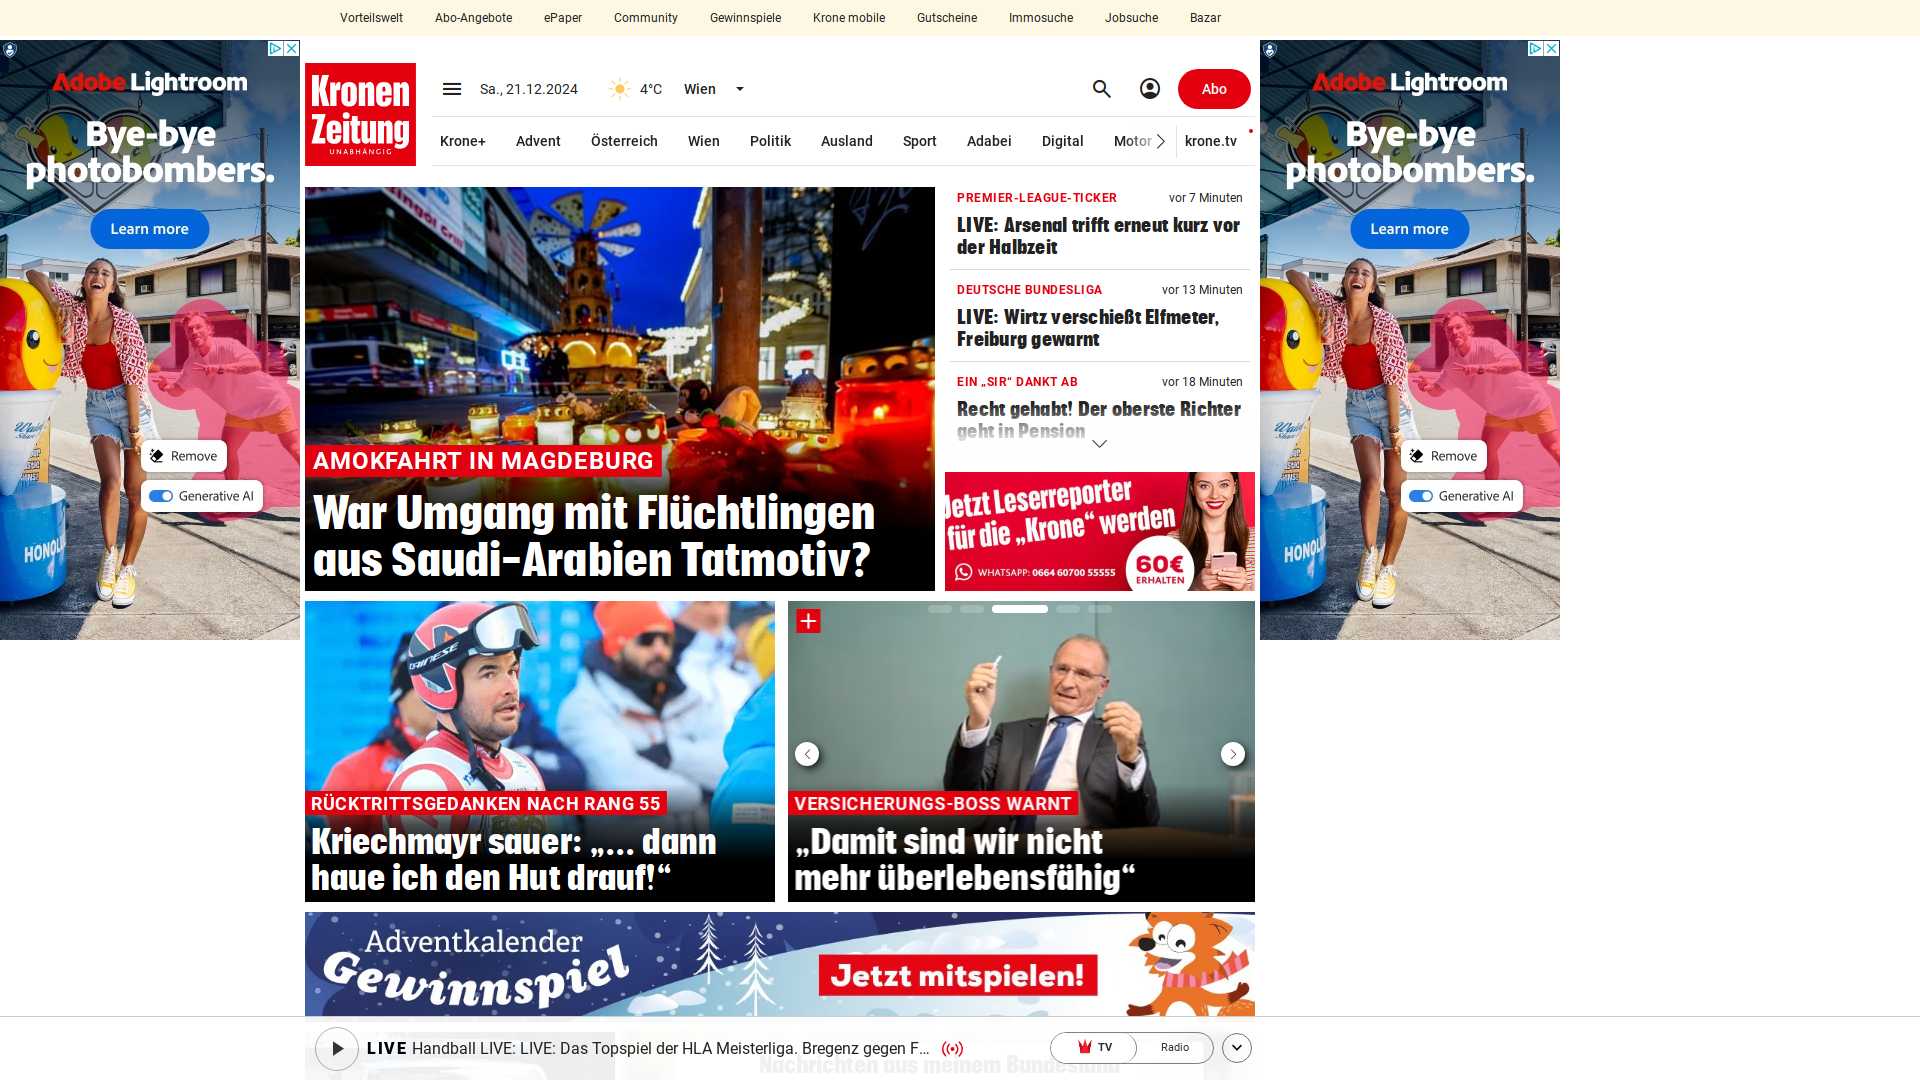 Vorteilswelt
Abo-Angebote
ePaper
Community
Gewinnspiele
Krone mobile
Gutscheine
Immosuche
Jobsuche
Bazar
Adobe Lightroom
Bye-bye
photobombers.
Learn more
Remove
Generative AI
Kronen
Zeitung
UNABHÄNGIG
Sa., 21.12.2024
4°C
Wien
Abo
Krone+
Advent
Österreich
Wien
Politik
Ausland
Sport
Adabei
Digital
Motor
krone.tv
AMOKFAHRT IN MAGDEBURG
War Umgang mit Flüchtlingen
aus Saudi-Arabien Tatmotiv?
PREMIER-LEAGUE-TICKER
vor 7 Minuten
LIVE: Arsenal trifft erneut kurz vor
der Halbzeit
DEUTSCHE BUNDESLIGA
vor 13 Minuten
LIVE: Wirtz verschießt Elfmeter,
Freiburg gewarnt
EIN „SIR“ DANKT AB
vor 18 Minuten
Recht gehabt! Der oberste Richter
geht in Pension
Jetzt Leserreporter
für die „Krone“ werden
WHATSAPP: 0664 60700 55555
60€
ERHALTEN
Adobe Lightroom
Bye-bye
photobombers.
Learn more
Remove
Generative AI
RÜCKTRITTSGEDANKEN NACH RANG 55
Kriechmayr sauer: „... dann
haue ich den Hut drauf!“
VERSICHERUNGS-BOSS WARNT
„Damit sind wir nicht
mehr überlebensfähig“
Adventkalender
Gewinnspiel
Jetzt mitspielen!
LIVE Handball LIVE: LIVE: Das Topspiel der HLA Meisterliga. Bregenz gegen F...
TV
Radio
Nachrichten aus meinem Bundesland